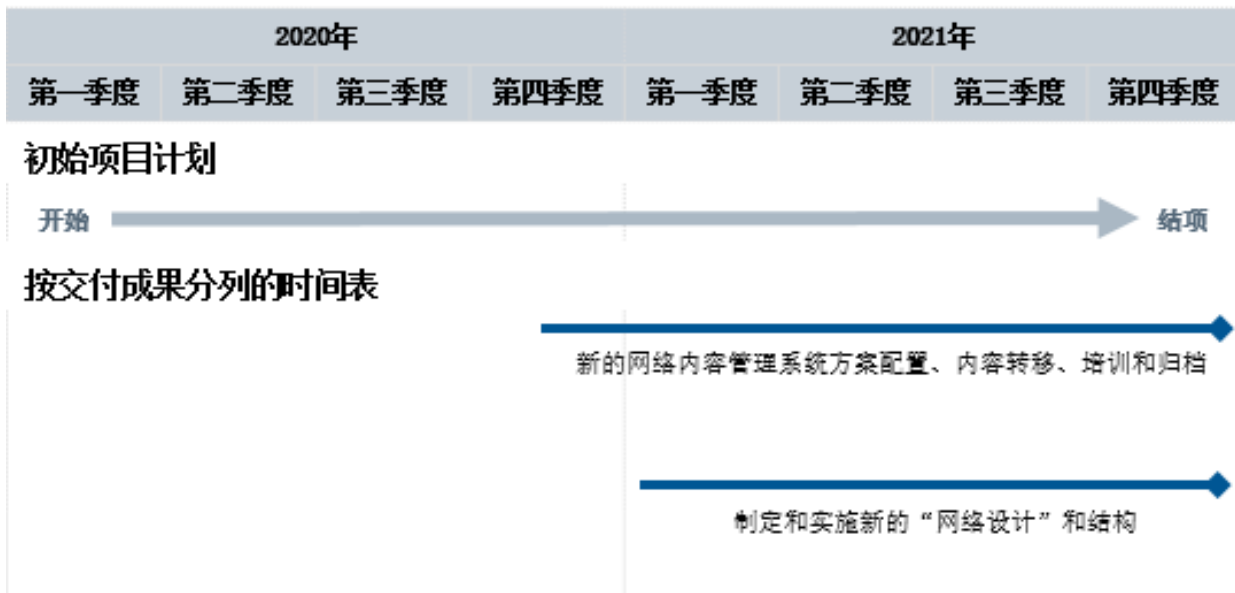 2020年 2021年
第一季度 第二季度 第三季度 第四季度 第一季度 第二季度 第三季度 第四季度
初始项目计划
开始 结项
按交付成果分列的时间表
新的网络内容管理系统方案配置、内容转移、培训和归档
制定和实施新的“网络设计”和结构